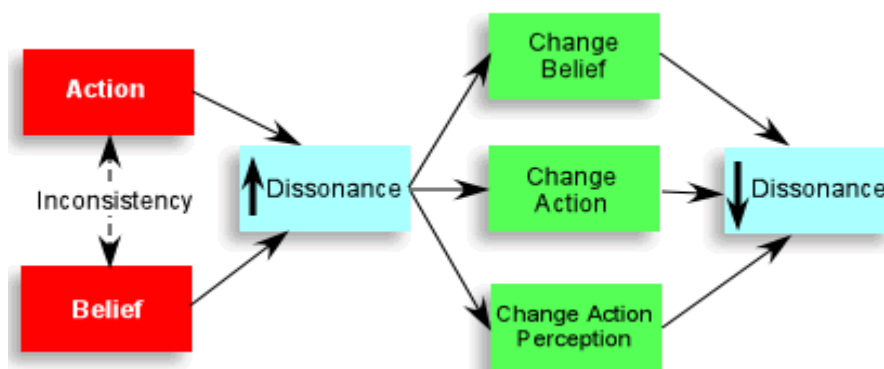 Action
Inconsistency
Belief
Dissonance
Change
Belief
Change
Action
Change Action
Perception
Dissonance